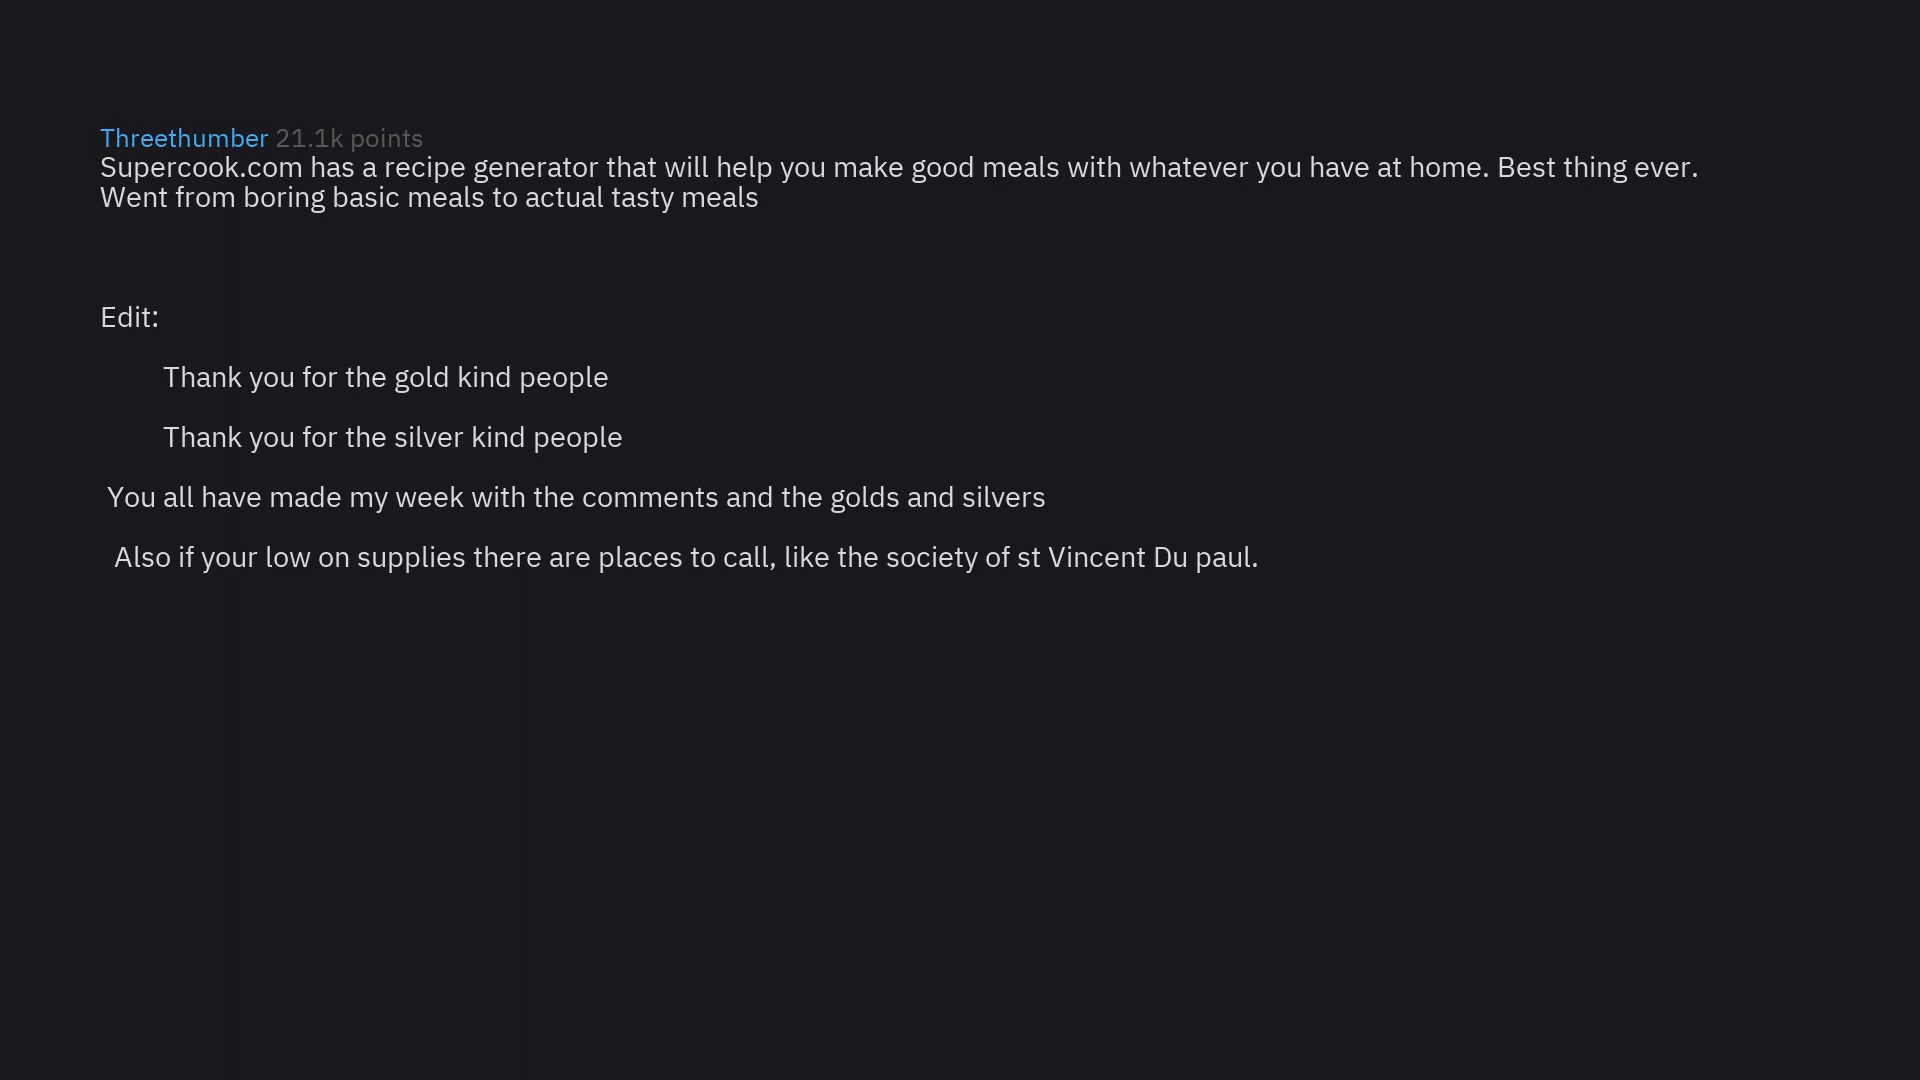 Threethumber 21.1k points
Supercook.com has a recipe generator that will help you make good meals with whatever you have at home. Best thing ever.
Went from boring basic meals to actual tasty meals
Edit:
Thank you for the gold kind people
Thank you for the silver kind people
You all have made my week with the comments and the golds and silvers
Also if your low on supplies there are places to call, like the society of st Vincent Du paul.